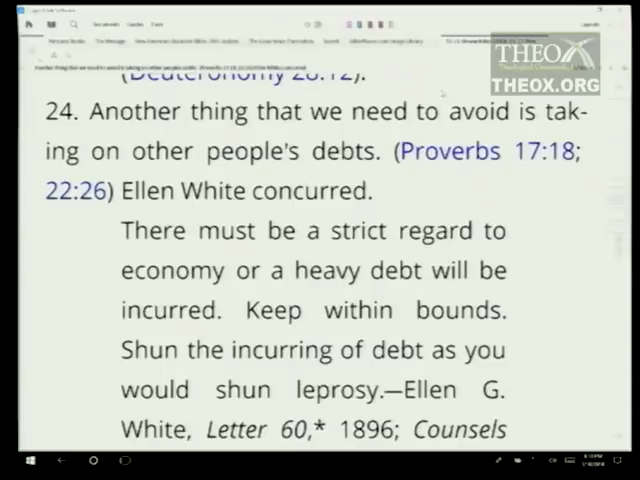 Documents Guides
THEOX
THEOX.ORG
(Deuteronomy 28:12).
24. Another thing that we need to avoid is tak-
ing on other people's debts. (Proverbs 17:18;
22:26) Ellen White concurred.
There must be a strict regard to
economy or a heavy debt will be
incurred. Keep within bounds.
Shun the incurring of debt as you
would shun leprosy.—Ellen G.
White, Letter 60,* 1896; Counsels